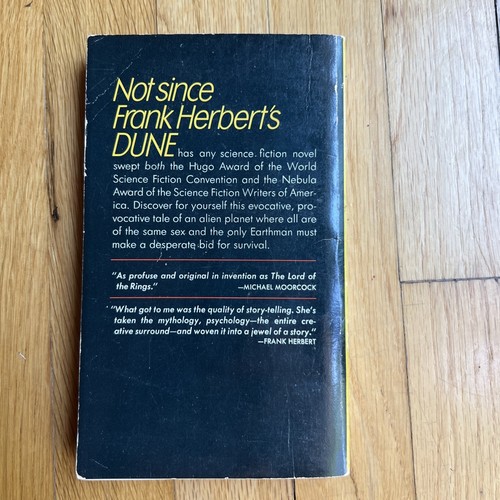 Not since
Frank Herbert's
DUNE has any science fiction novel
swept both the Hugo Award of the World
Science Fiction Convention and the Nebula
Award of the Science Fiction Writers of Amer-
ica. Discover for yourself this evocative, pro-
vocative tale of an alien planet where all are
of the same sex and the only Earthman must
make a desperate bid for survival.
"As profuse and original in invention as The Lord of
the Rings." —MICHAEL MOORCOCK
"What got to me was the quality of story-telling. She's
taken the mythology, psychology—the entire cre-
ative surround—and woven it into a jewel of a story."
—FRANK HERBERT